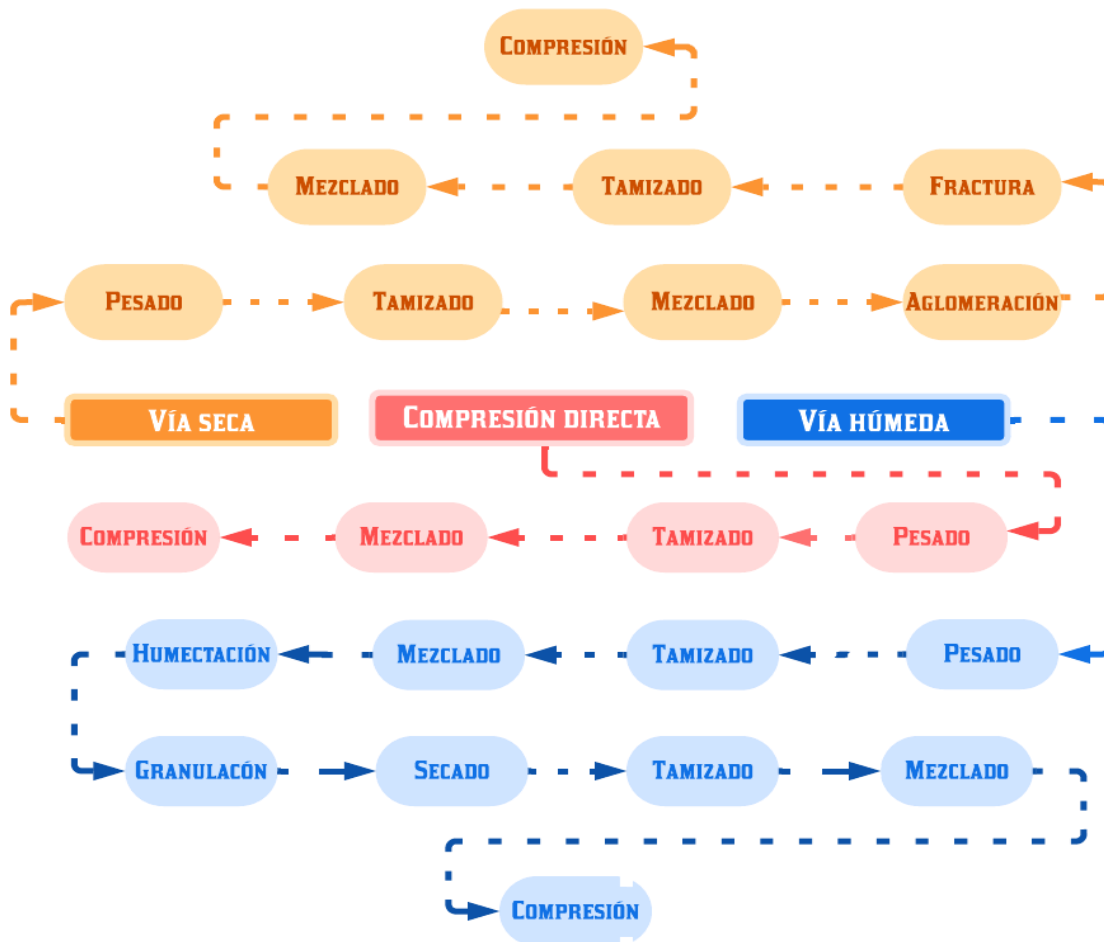 COMPRESIÓN
MEZCLADO
TAMIZADO
FRACTURA
PESADO
TAMIZADO
MEZCLADO
AGLOMERACIÓN
VÍA SECA
COMPRESIÓN DIRECTA
VÍA HÚMEDA
COMPRESIÓN
MEZCLADO
TAMIZADO
PESADO
HUMECTACIÓN
MEZCLADO
TAMIZADO
PESADO
GRANULACÓN
SECADO
TAMIZADO
MEZCLADO
COMPRESIÓN